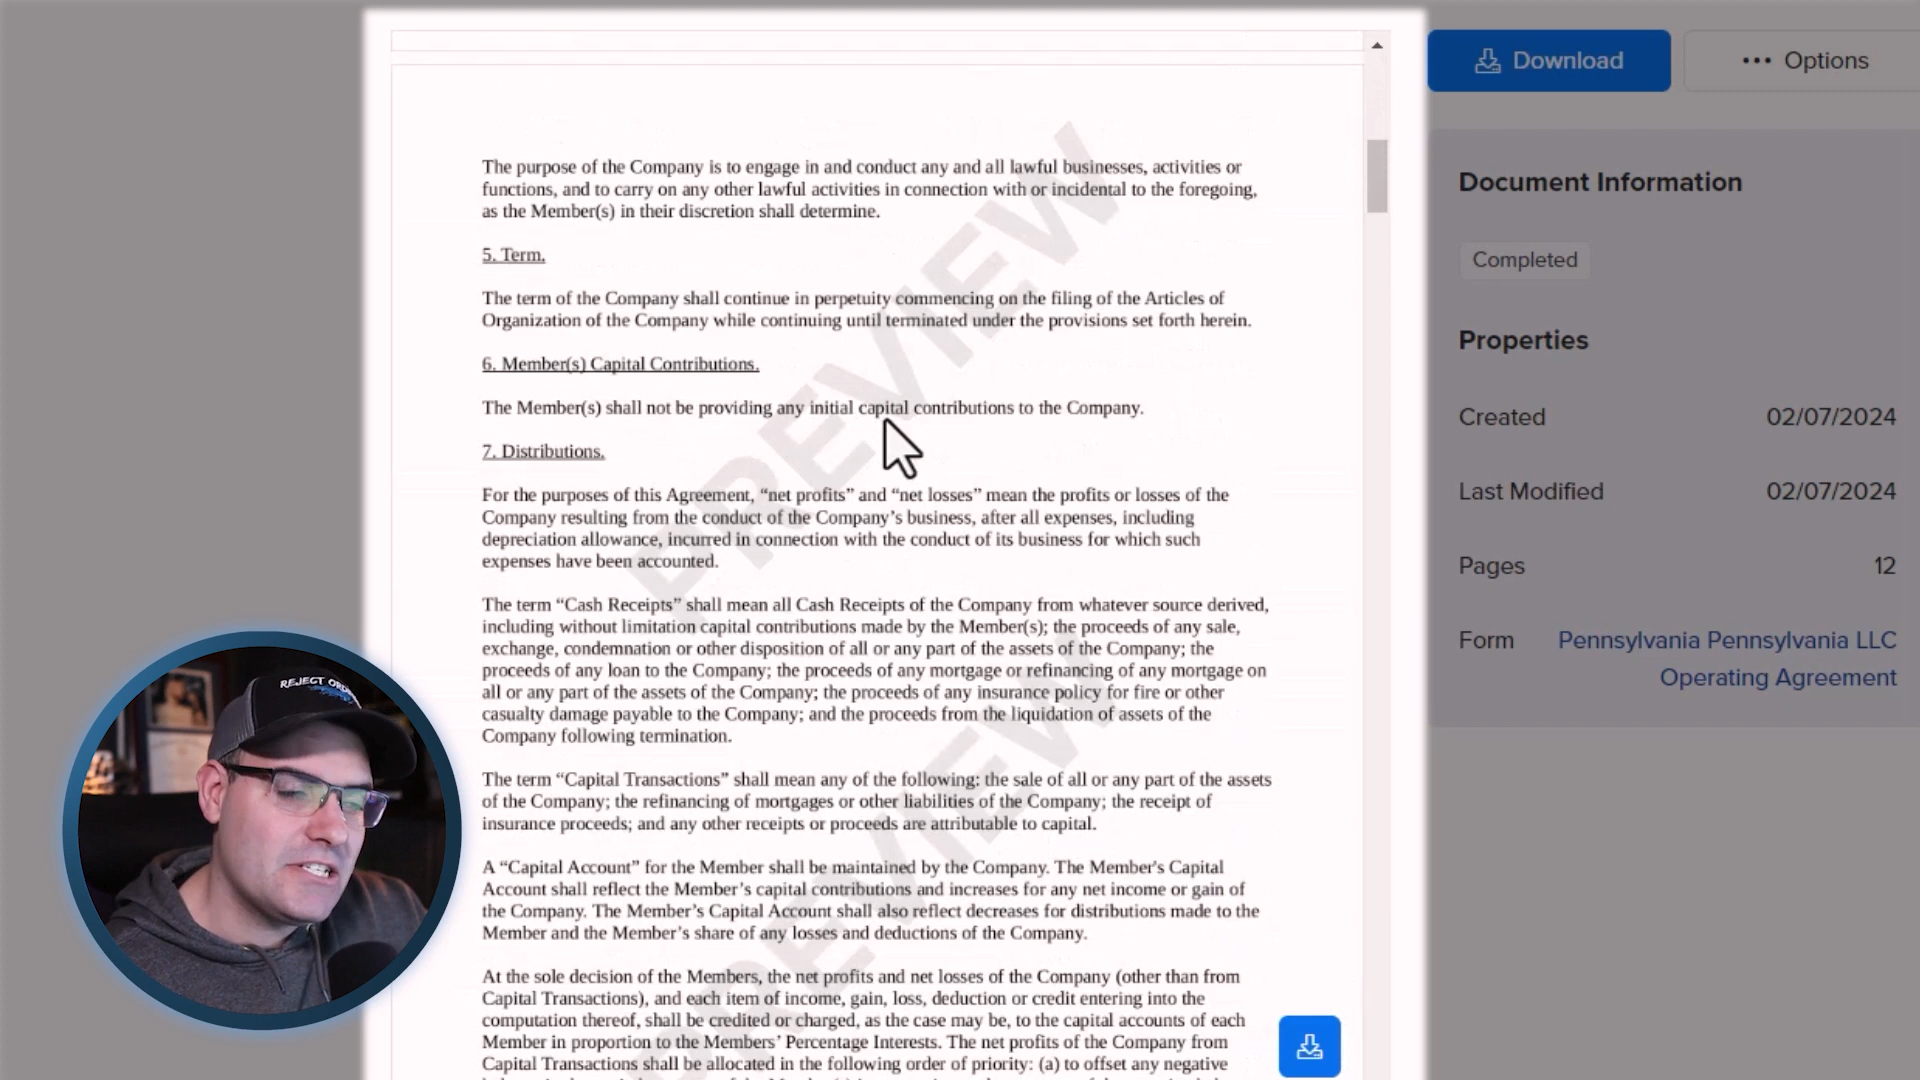 Download
Options
The purpose of the Company is to engage in and conduct any and all lawful businesses, activities or
functions, and to carry on any other lawful activities in connection with or incidental to the foregoing,
as the Member(s) in their discretion shall determine.
5. Term.
The term of the Company shall continue in perpetuity commencing on the filing of the Articles of
Organization of the Company while continuing until terminated under the provisions set forth herein.
6. Member(s) Capital Contributions.
The Member(s) shall not be providing any initial capital contributions to the Company.
7. Distributions.
For the purposes of this Agreement, “net profits” and “net losses” mean the profits or losses of the
Company resulting from the conduct of the Company’s business, after all expenses, including
depreciation allowance, incurred in connection with the conduct of its business for which such
expenses have been accounted.
The term “Cash Receipts” shall mean all Cash Receipts of the Company from whatever source derived,
including without limitation capital contributions made by the Member(s); the proceeds of any sale,
exchange, condemnation or other disposition of all or any part of the assets of the Company; the
proceeds of any loan to the Company; the proceeds of any mortgage or refinancing of any mortgage on
all or any part of the assets of the Company; the proceeds of any insurance policy for fire or other
casualty damage payable to the Company; and the proceeds from the liquidation of assets of the
Company following termination.
The term “Capital Transactions” shall mean any of the following: the sale of all or any part of the assets
of the Company; the refinancing of mortgages or other liabilities of the Company; the receipt of
insurance proceeds; and any other receipts or proceeds are attributable to capital.
A “Capital Account” for the Member shall be maintained by the Company. The Member's Capital
Account shall reflect the Member’s capital contributions and increases for any net income or gain of
the Company. The Member’s Capital Account shall also reflect decreases for distributions made to the
Member and the Member’s share of any losses and deductions of the Company.
At the sole decision of the Members, the net profits and net losses of the Company (other than from
Capital Transactions), and each item of income, gain, loss, deduction or credit entering into the
computation thereof, shall be credited or charged, as the case may be, to the capital accounts of each
Member in proportion to the Members’ Percentage Interests. The net profits of the Company from
Capital Transactions shall be allocated in the following order of priority: (a) to offset any negative
PREVIEW
PREVIEW
Document Information
Completed
Properties
Created 02/07/2024
Last Modified 02/07/2024
Pages 12
Form Pennsylvania Pennsylvania LLC
Operating Agreement
REJECT